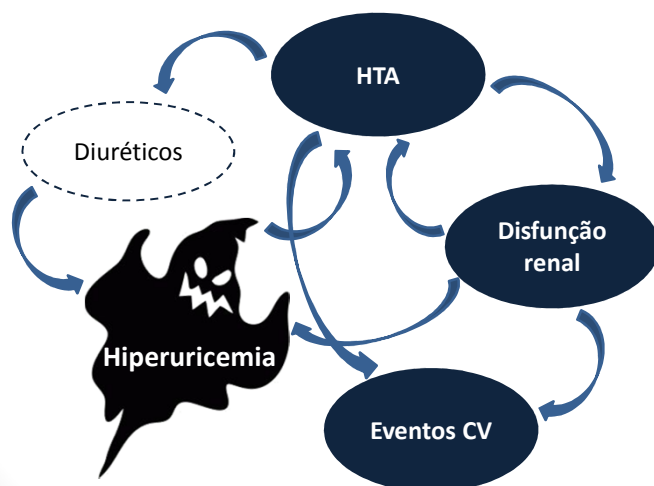 HTA
Diuréticos
Disfunção
renal
Hiperuricemia
Eventos CV